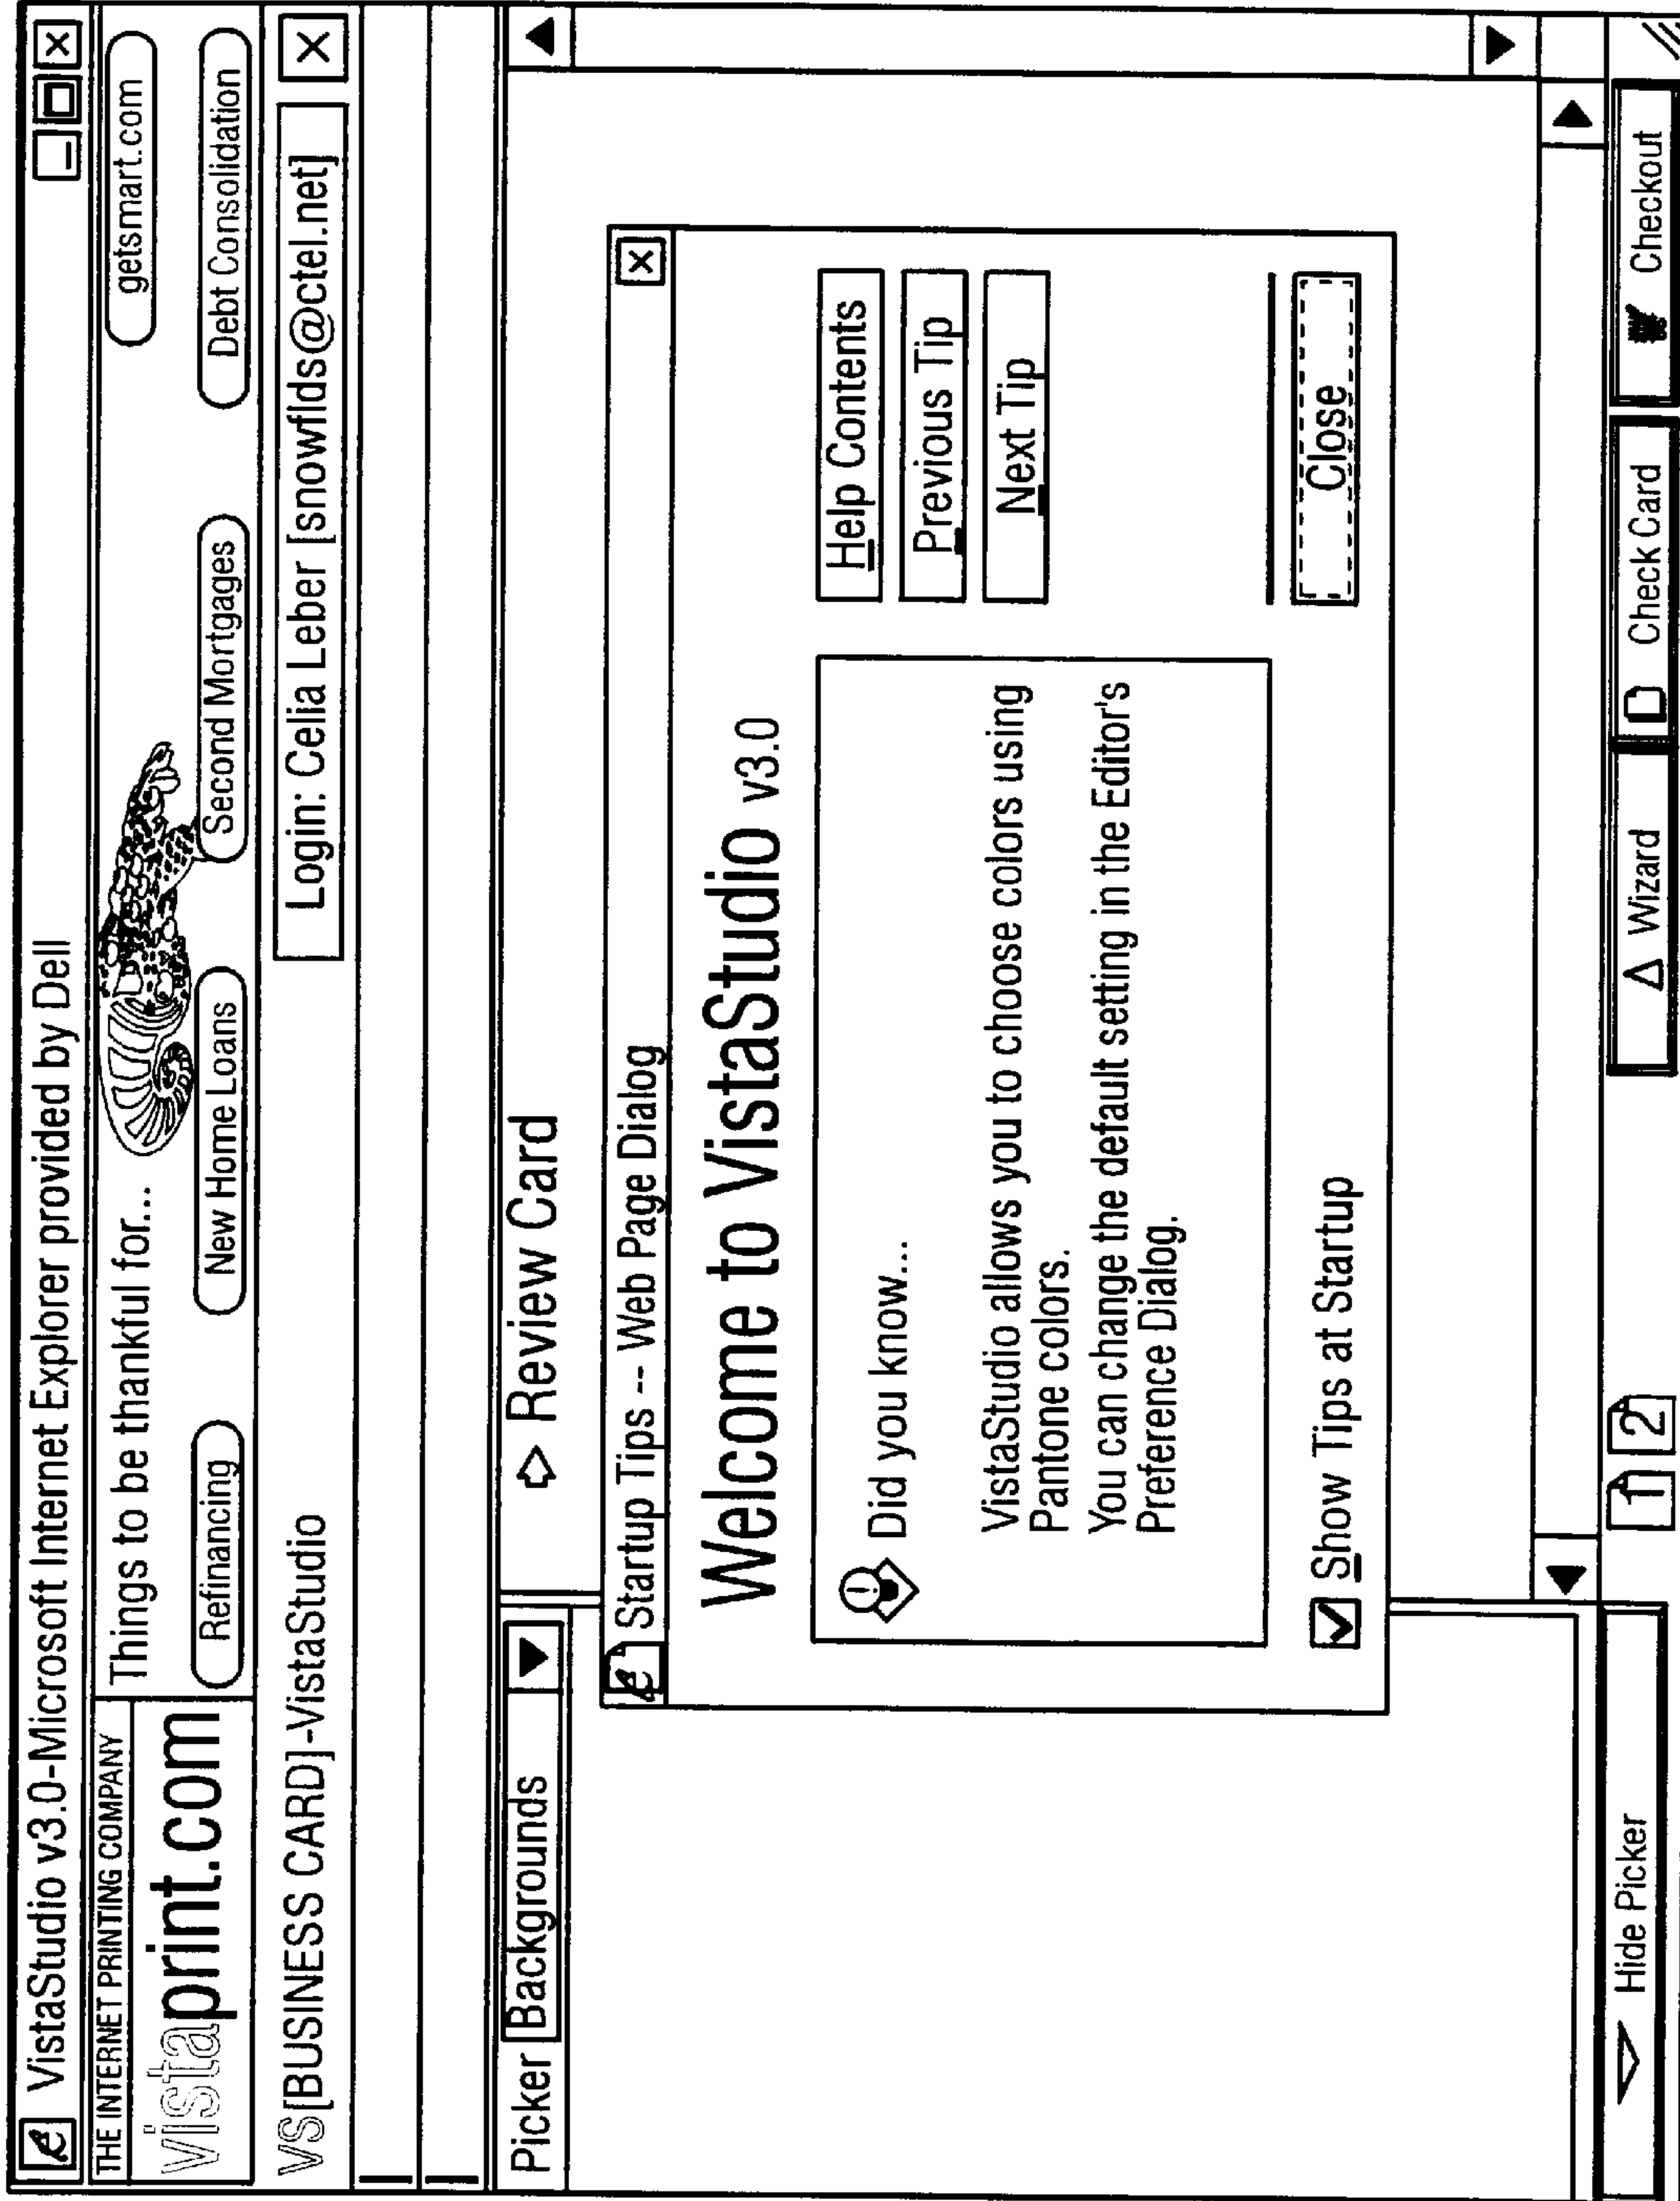 VistaStudio v3.0-Microsoft Internet Explorer provided by Dell
THE INTERNET PRINTING COMPANY
vistaprint.com
Things to be thankful for...
getsmart.com
Refinancing
New Home Loans
Second Mortgages
Debt Consolidation
VS[BUSINESS CARD]-VistaStudio
Login: Celia Leber [snowflds@ctel.net]
Picker Backgrounds
Review Card
Startup Tips -- Web Page Dialog
Welcome to VistaStudio v3.0
Did you know...
VistaStudio allows you to choose colors using
Pantone colors.
You can change the default setting in the Editor's
Preference Dialog.
Help Contents
Previous Tip
Next Tip
Show Tips at Startup
Close
Hide Picker
1 2
Wizard
Check Card
Checkout